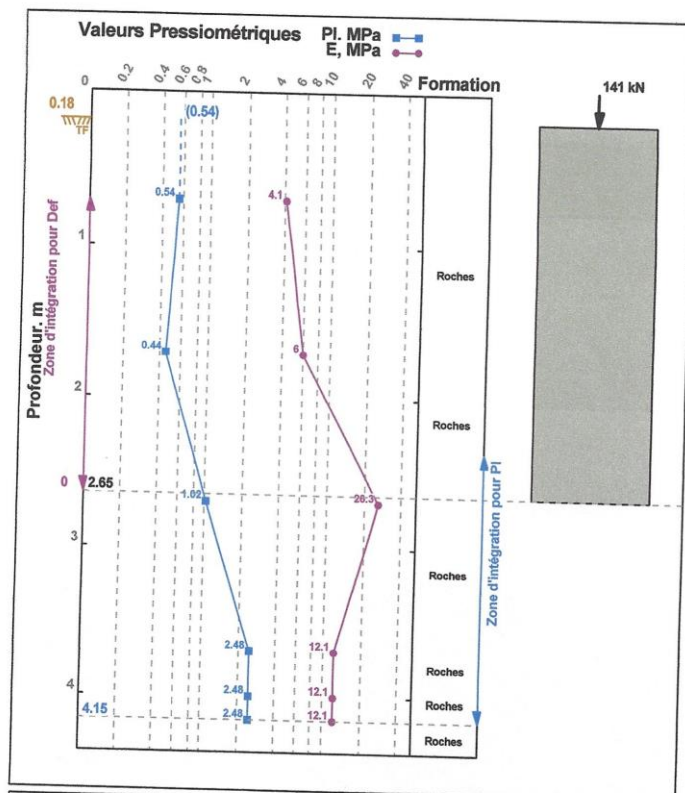 Valeurs Pressiométriques
Pl. MPa
E, MPa
0
0.2
0.4
0.6
0.8
1
2
4
6
8
10
20
40
Formation
141 kN
0.18
TF
(0.54)
0.54
4.1
Zone d'intégration pour Def
Profondeur. m
1
Roches
0.44
6
2
Roches
0
2.65
1.02
26.3
3
Roches
Zone d'intégration pour Pl
2.48
12.1
Roches
4
2.48
12.1
Roches
4.15
2.48
12.1
Roches